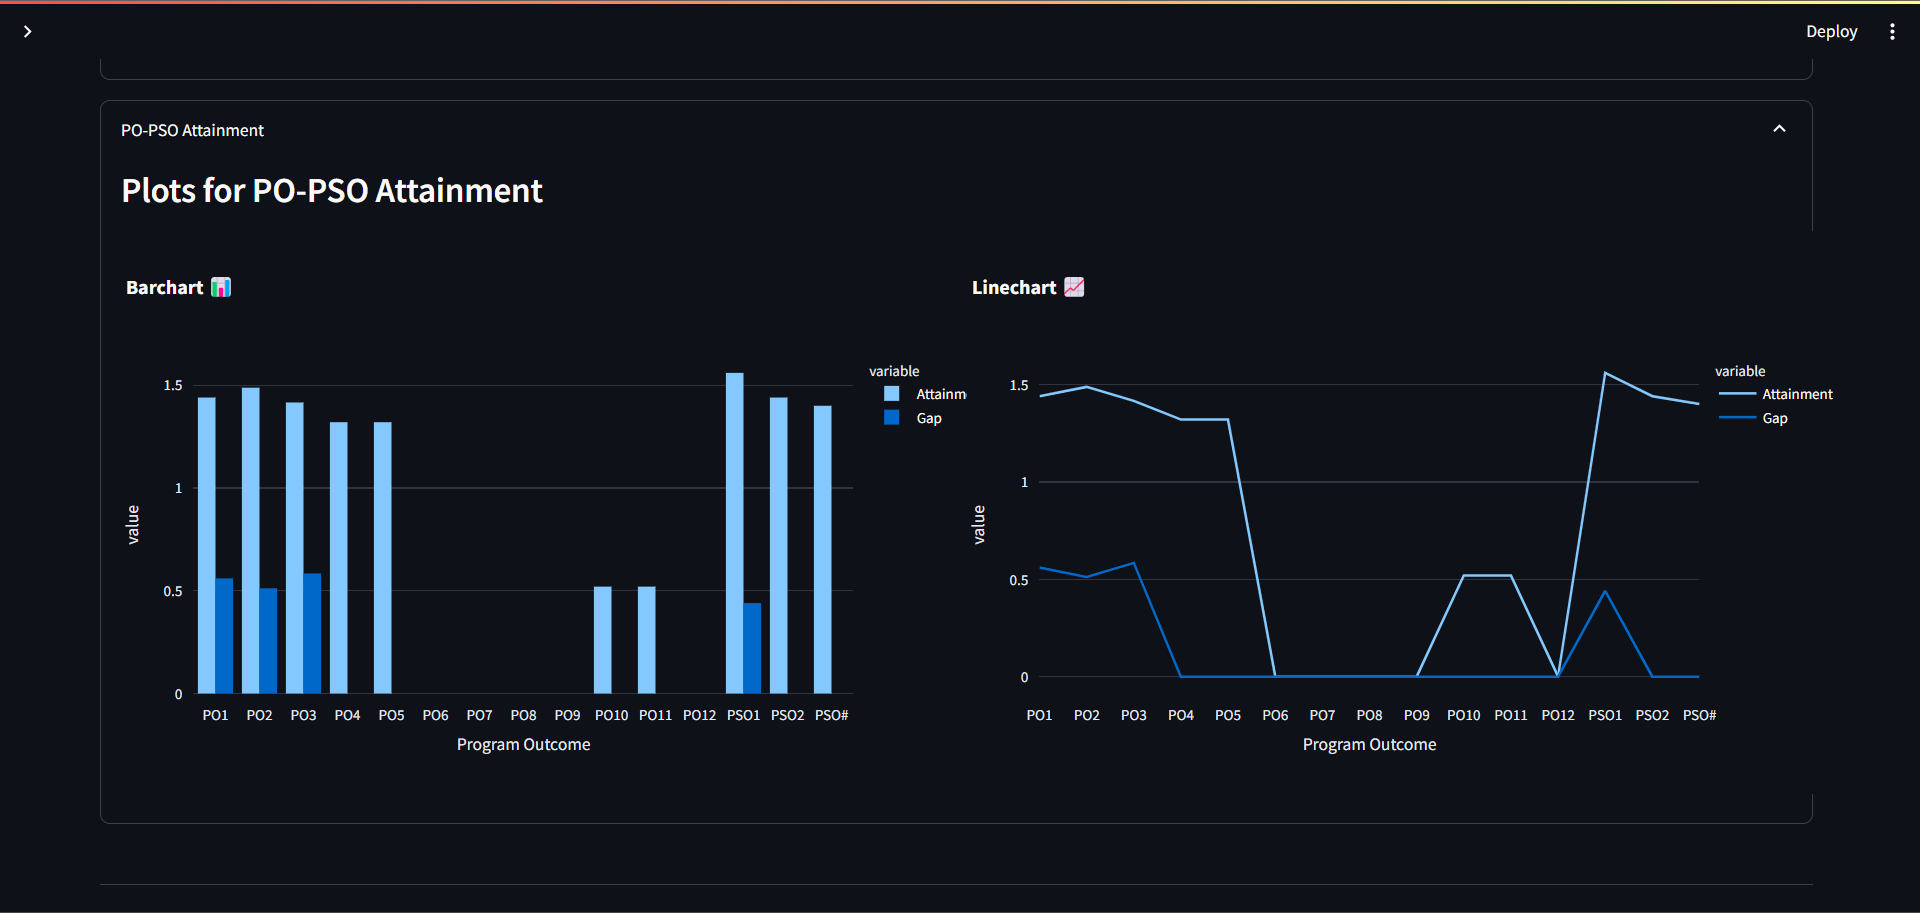 Deploy
PO-PSO Attainment
Plots for PO-PSO Attainment
Barchart
variable
Attainm
Gap
1.5
1
0.5
0
value
PO1 PO2 PO3 PO4 PO5 PO6 PO7 PO8 PO9 PO10 PO11 PO12 PSO1 PSO2 PSO#
Program Outcome
Linechart
variable
Attainment
Gap
1.5
1
0.5
0
value
PO1 PO2 PO3 PO4 PO5 PO6 PO7 PO8 PO9 PO10 PO11 PO12 PSO1 PSO2 PSO#
Program Outcome